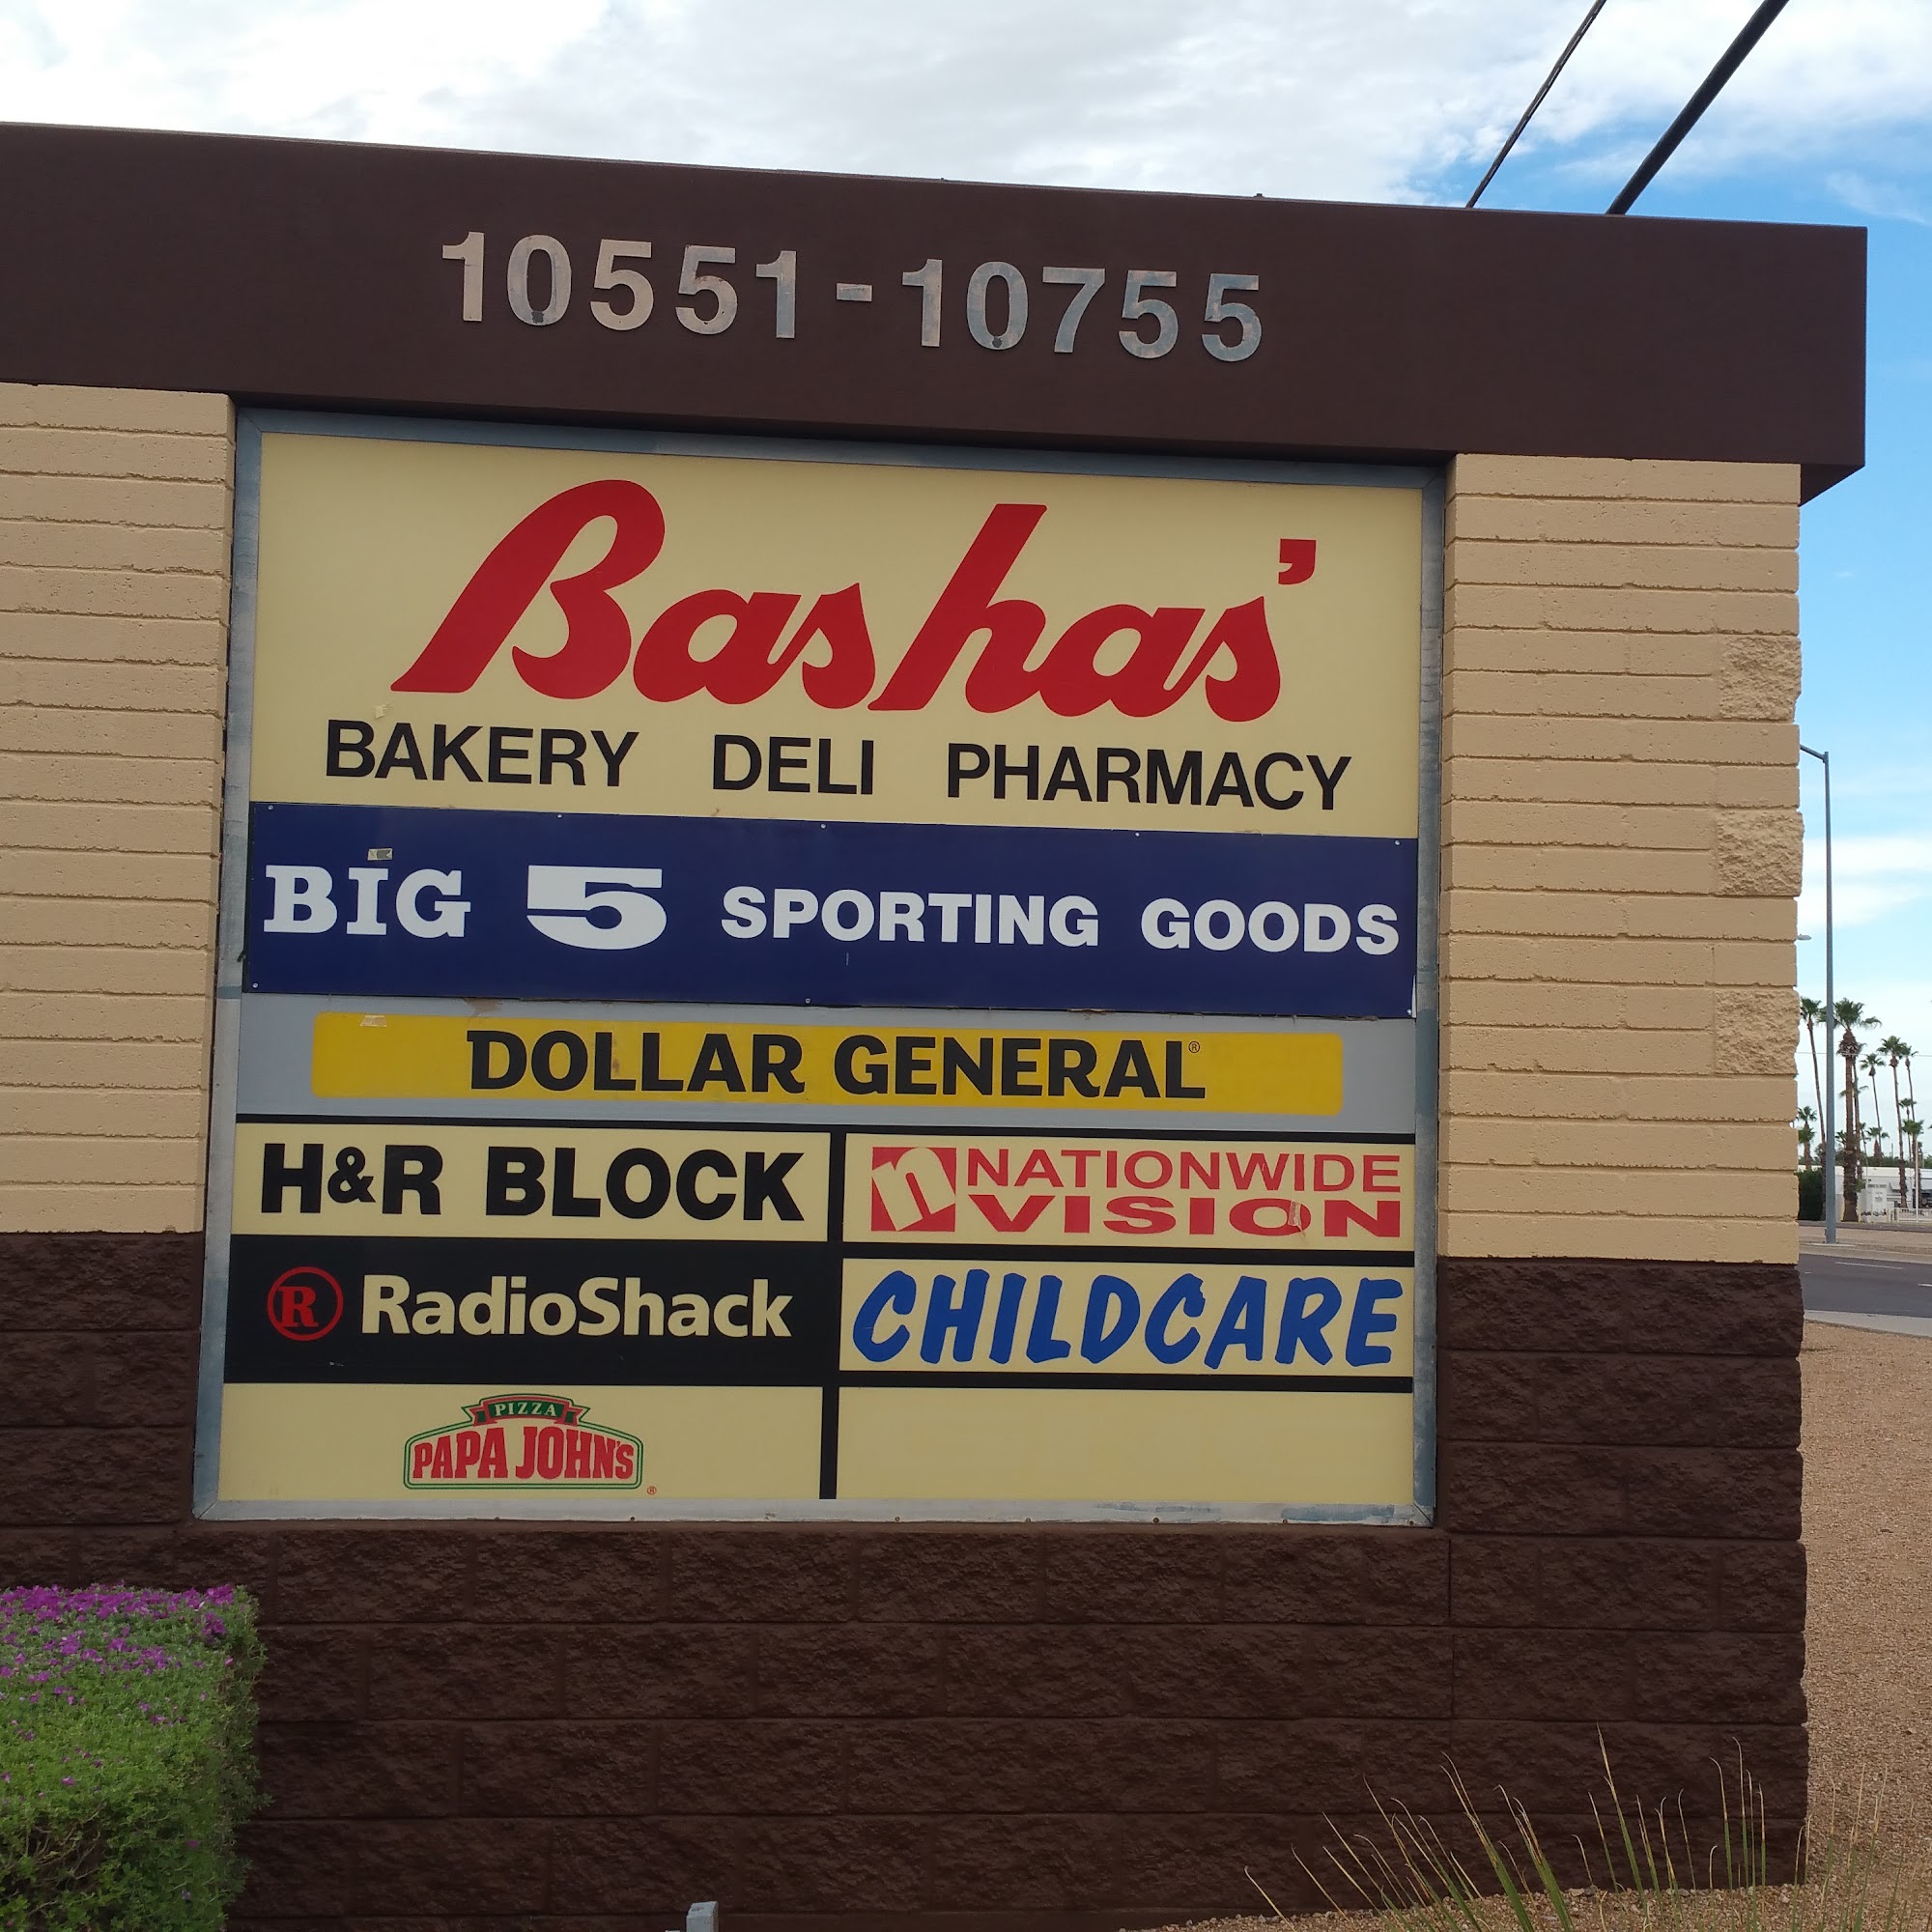 10551-10755
Bashas'
BAKERY DELI PHARMACY
BIG 5 SPORTING GOODS
DOLLAR GENERAL®
H&R BLOCK
n NATIONWIDE
VISION
R RadioShack
CHILDCARE
PIZZA
PAPA JOHN'S®